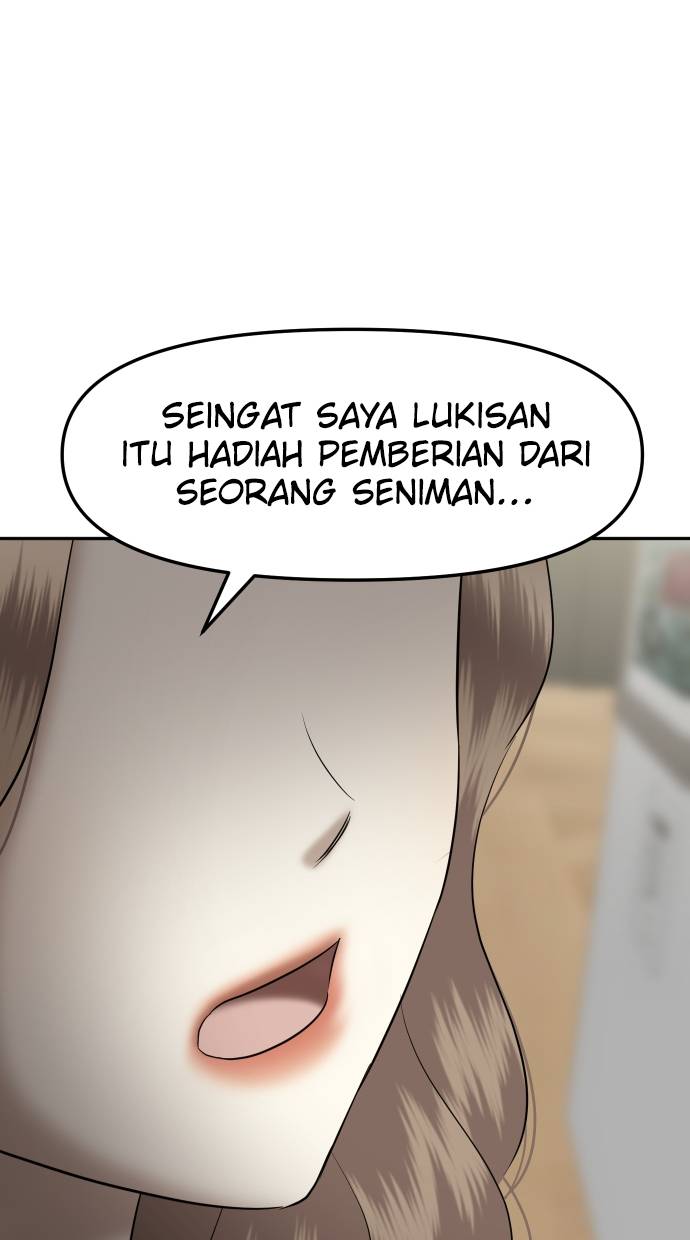 SEINGAT SAYA LUKISAN
ITU HADIAH PEMBERIAN DARI
SEORANG SENIMAN...